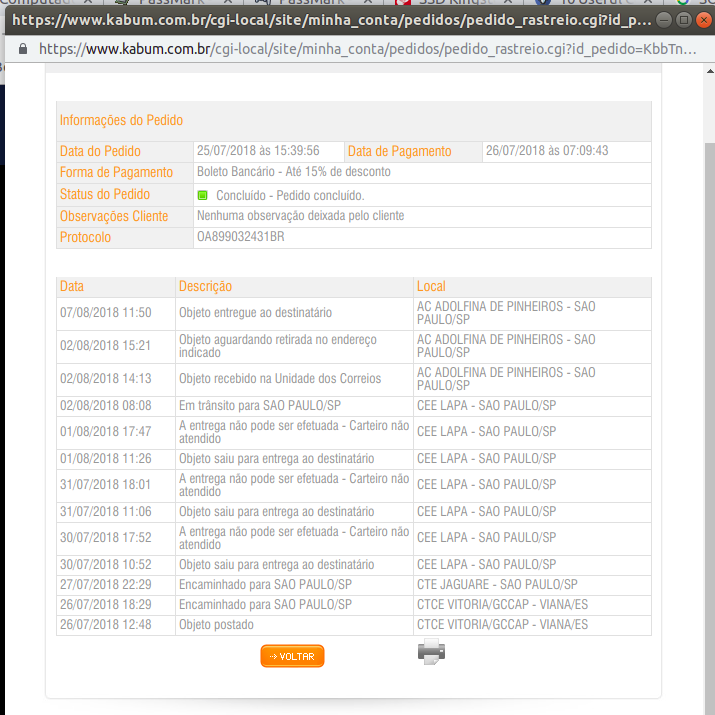 Computad
PassMark
PassMark
SSD Kings
10 Userut
https://www.kabum.com.br/cgi-local/site/minha_conta/pedidos/pedido_rastreio.cgi?id_p...
https://www.kabum.com.br/cgi-local/site/minha_conta/pedidos/pedido_rastreio.cgi?id_pedido=KbbTn...
Informações do Pedido
Data do Pedido 25/07/2018 às 15:39:56 Data de Pagamento 26/07/2018 às 07:09:43
Forma de Pagamento Boleto Bancário - Até 15% de desconto
Status do Pedido Concluido - Pedido concluido.
Observações Cliente Nenhuma observação deixada pelo cliente
Protocolo OA899032431BR
Data Descrição Local
07/08/2018 11:50 Objeto entregue ao destinatário AC ADOLFINA DE PINHEIROS - SAO
PAULO/SP
02/08/2018 15:21 Objeto aguardando retirada no endereço
indicado AC ADOLFINA DE PINHEIROS - SAO
PAULO/SP
02/08/2018 14:13 Objeto recebido na Unidade dos Correios AC ADOLFINA DE PINHEIROS - SAO
PAULO/SP
02/08/2018 08:08 Em trânsito para SAO PAULO/SP CEE LAPA - SAO PAULO/SP
01/08/2018 17:47 A entrega não pode ser efetuada - Carteiro não
atendido CEE LAPA - SAO PAULO/SP
01/08/2018 11:26 Objeto saiu para entrega ao destinatário CEE LAPA - SAO PAULO/SP
31/07/2018 18:01 A entrega não pode ser efetuada - Carteiro não
atendido CEE LAPA - SAO PAULO/SP
31/07/2018 11:06 Objeto saiu para entrega ao destinatário CEE LAPA - SAO PAULO/SP
30/07/2018 17:52 A entrega não pode ser efetuada - Carteiro não
atendido CEE LAPA - SAO PAULO/SP
30/07/2018 10:52 Objeto saiu para entrega ao destinatário CEE LAPA - SAO PAULO/SP
27/07/2018 22:29 Encaminhado para SAO PAULO/SP CTE JAGUARE - SAO PAULO/SP
26/07/2018 18:29 Encaminhado para SAO PAULO/SP CTCE VITORIA/GCCAP - VIANA/ES
26/07/2018 12:48 Objeto postado CTCE VITORIA/GCCAP - VIANA/ES
VOLTAR